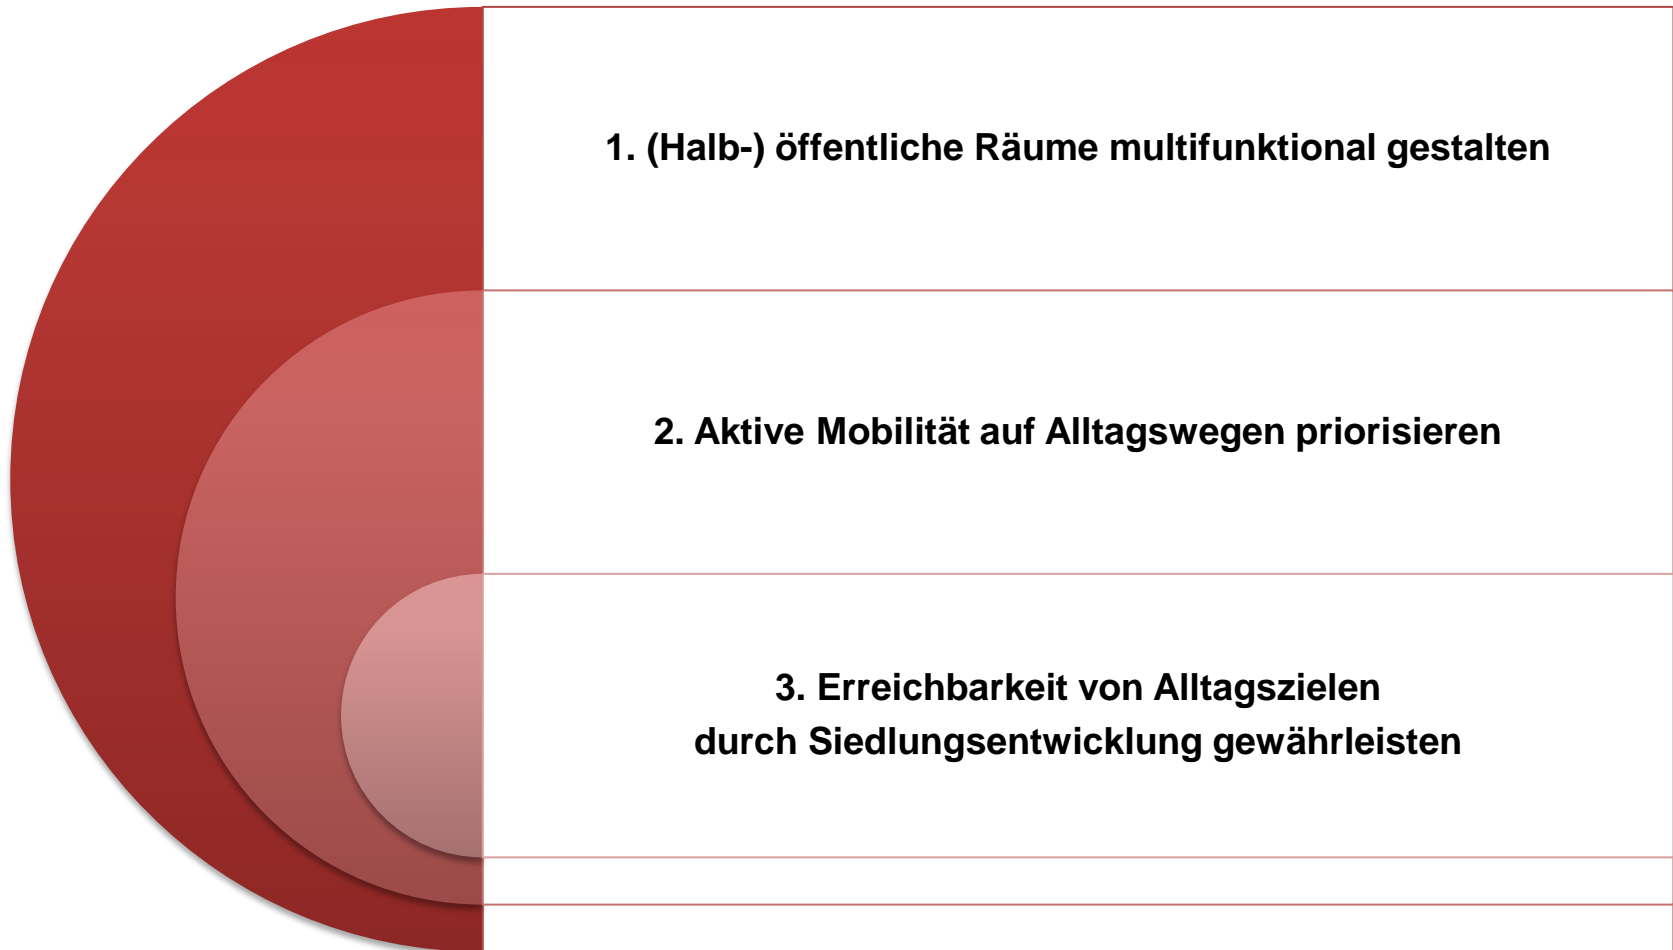 1. (Halb-) öffentliche Räume multifunktional gestalten
2. Aktive Mobilität auf Alltagswegen priorisieren
3. Erreichbarkeit von Alltagszielen
durch Siedlungsentwicklung gewährleisten